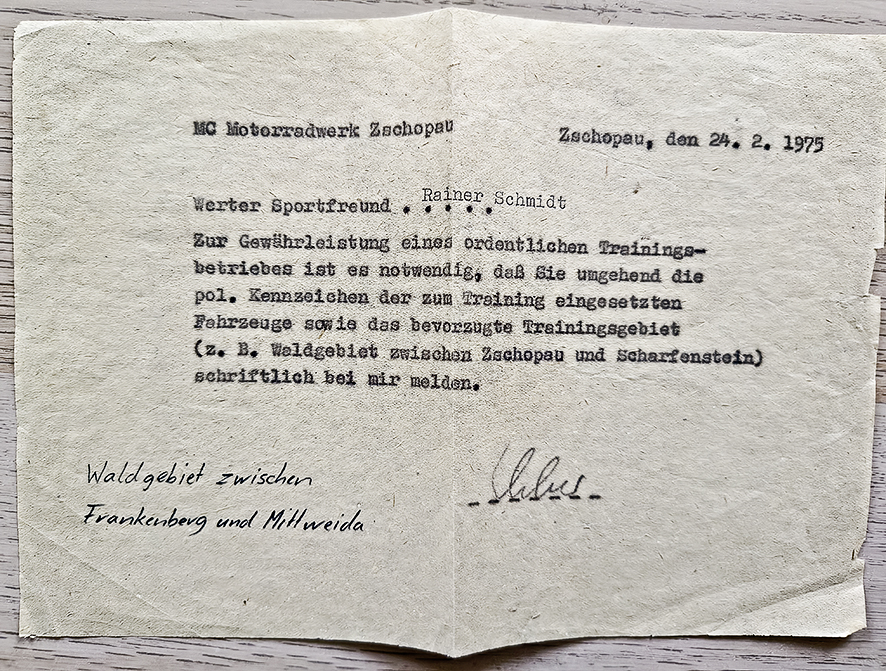 MC Motorradwerk Zschopau
Zschopau, den 24. 2. 1975
Werter Sportfreund . . . . . Rainer Schmidt
Zur Gewährleistung eines ordentlichen Trainings-
betriebes ist es notwendig, daß Sie umgehend die
pol. Kennzeichen der zum Training eingesetzten
Fahrzeuge sowie das bevorzugte Trainingsgebiet
(z. B. Waldgebiet zwischen Zschopau und Scharfenstein)
schriftlich bei mir melden.
Waldgebiet zwischen
Frankenberg und Mittweida